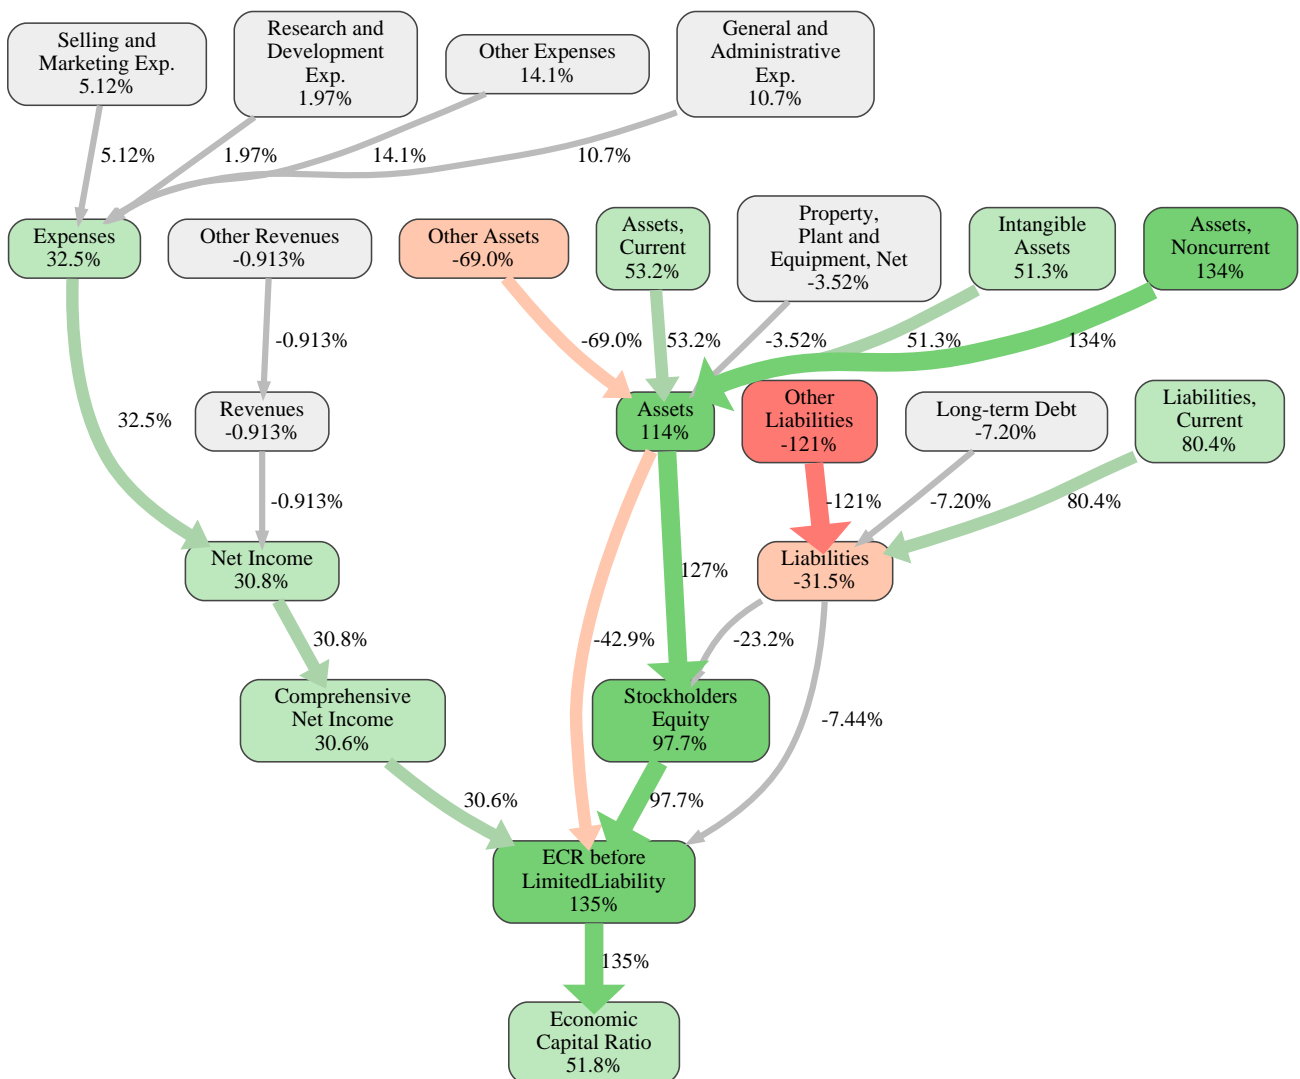 Selling and
Marketing Exp.
5.12%
Research and
Development
Exp.
1.97%
Other Expenses
14.1%
General and
Administrative
Exp.
10.7%
5.12%
1.97%
14.1%
10.7%
Expenses
32.5%
Other Revenues
-0.913%
Other Assets
-69.0%
Assets,
Current
53.2%
Property,
Plant and
Equipment, Net
-3.52%
Intangible
Assets
51.3%
Assets,
Noncurrent
134%
-0.913%
-69.0%
53.2%
-3.52%
51.3%
134%
32.5%
Revenues
-0.913%
Assets
114%
Other
Liabilities
-121%
Long-term Debt
-7.20%
Liabilities,
Current
80.4%
-0.913%
-121%
-7.20%
80.4%
Net Income
30.8%
127%
Liabilities
-31.5%
30.8%
-42.9%
-23.2%
Comprehensive
Net Income
30.6%
Stockholders
Equity
97.7%
-7.44%
30.6%
97.7%
ECR before
LimitedLiability
135%
135%
Economic
Capital Ratio
51.8%